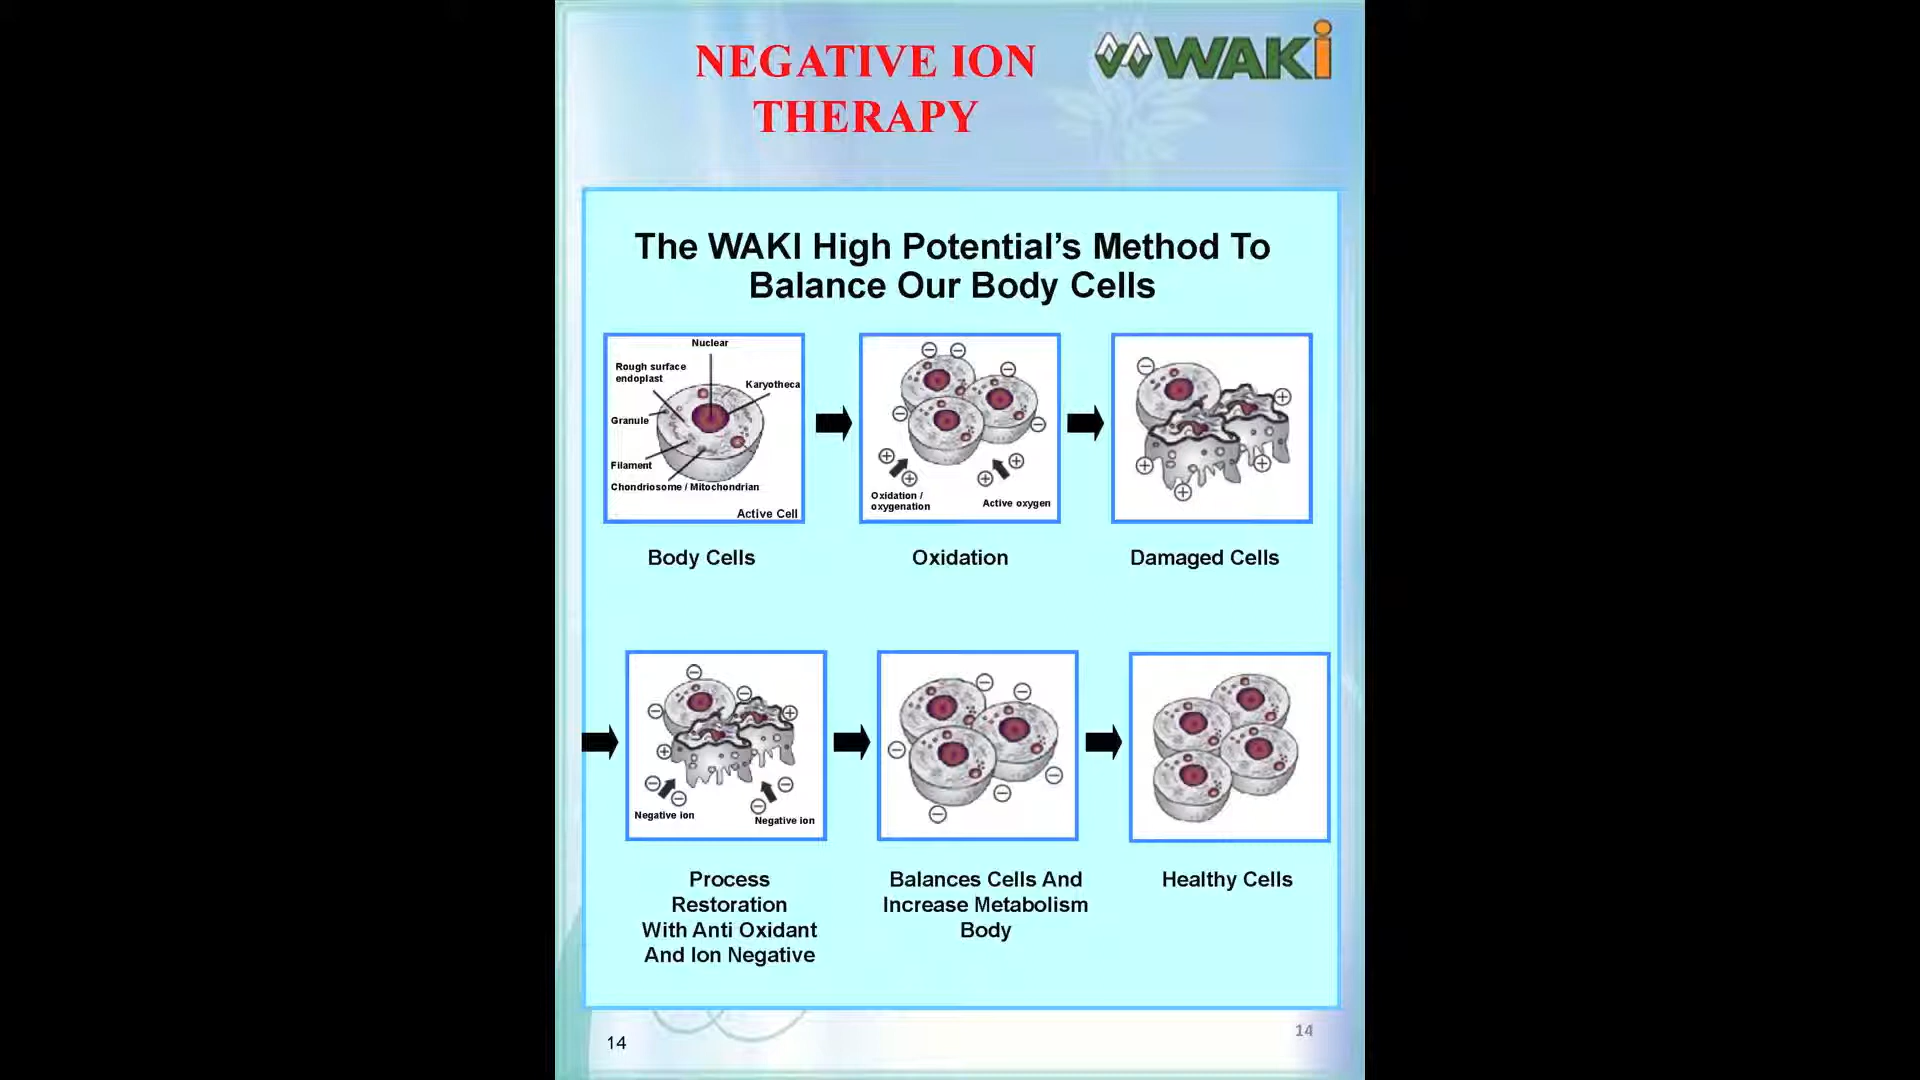 NEGATIVE ION
THERAPY
WAKi
The WAKI High Potential's Method To
Balance Our Body Cells
Nuclear
Rough surface
endoplast
Karyotheca
Granule
Filament
Chondriosome / Mitochondrian
Active Cell
Oxidation /
oxygenation
Active oxygen
Body Cells
Oxidation
Damaged Cells
Negative ion
Negative ion
Process
Restoration
With Anti Oxidant
And Ion Negative
Balances Cells And
Increase Metabolism
Body
Healthy Cells
14
14